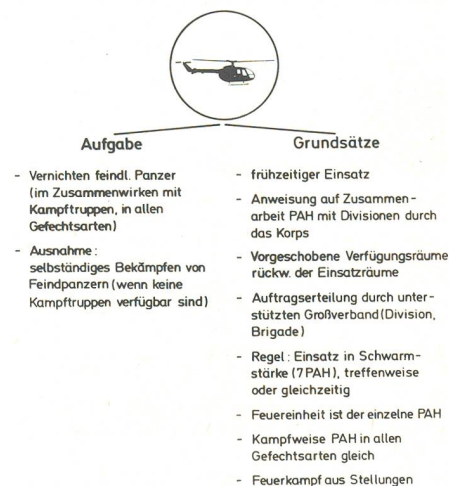 Aufgabe
- Vernichten feindl. Panzer
(im Zusammenwirken mit
Kampftruppen, in allen
Gefechtsarten)
- Ausnahme:
selbständiges Bekämpfen von
Feindpanzern (wenn keine
Kampftruppen verfügbar sind)
Grundsätze
- frühzeitiger Einsatz
- Anweisung auf Zusammen-
arbeit PAH mit Divisionen durch
das Korps
- Vorgeschobene Verfügungsräume
rückw. der Einsatzräume
- Auftragserteilung durch unter-
stützten Großverband (Division,
Brigade)
- Regel: Einsatz in Schwarm-
stärke (7 PAH), treffenweise
oder gleichzeitig
- Feuereinheit ist der einzelne PAH
- Kampfweise PAH in allen
Gefechtsarten gleich
- Feuerkampf aus Stellungen